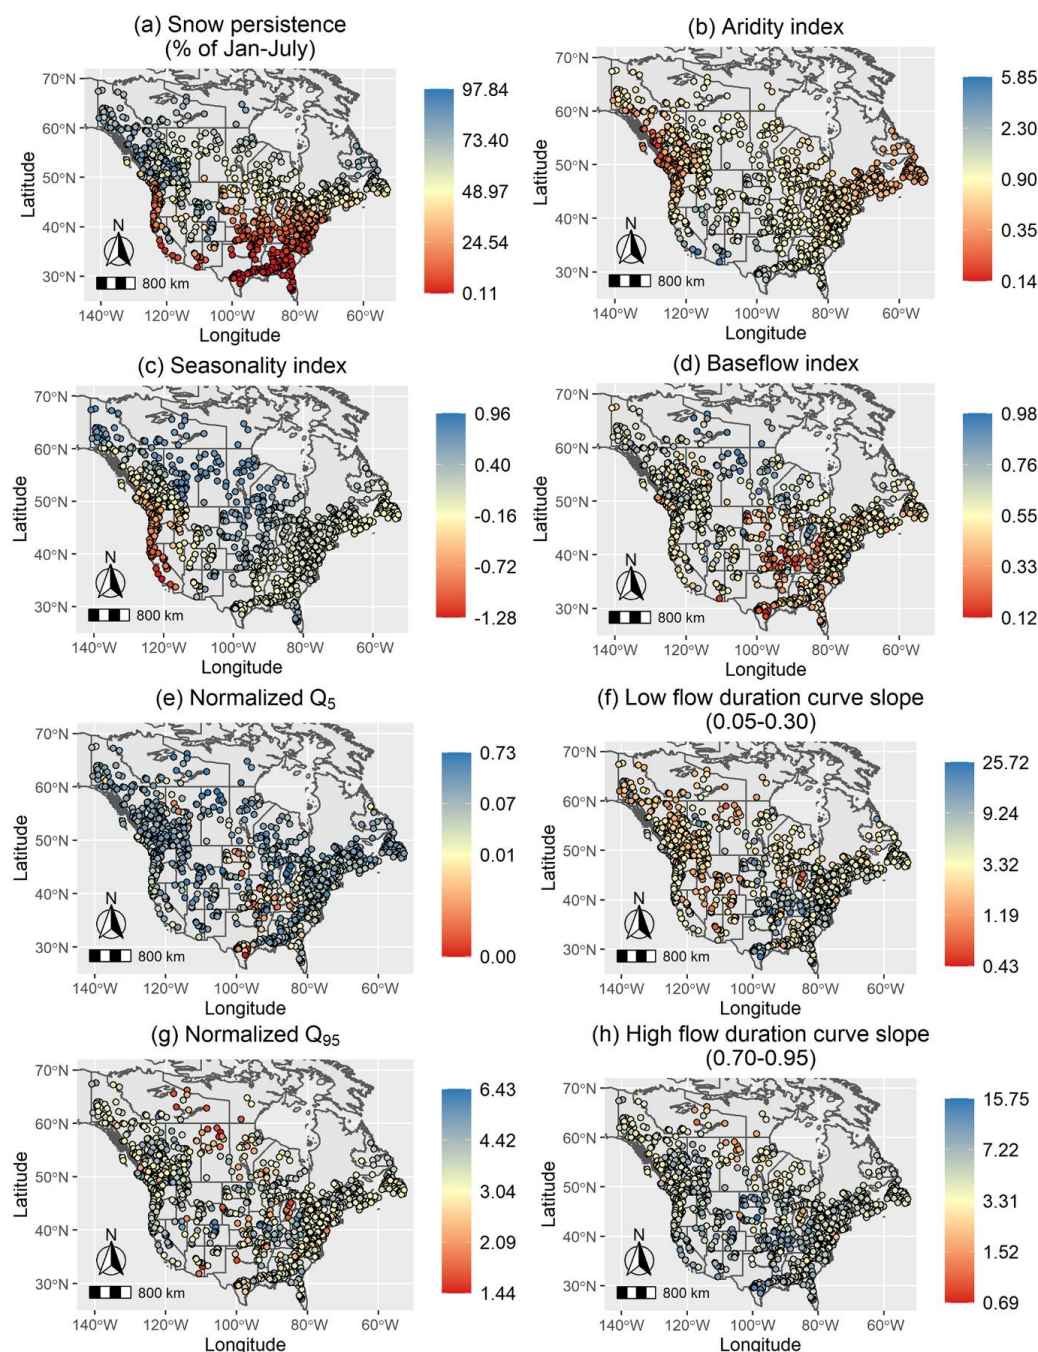 (a) Snow persistence
(% of Jan-July)
70°N
60°N
50°N
40°N
30°N
Latitude
N
800 km
140°W 120°W 100°W 80°W 60°W
Longitude
97.84
73.40
48.97
24.54
0.11
(b) Aridity index
70°N
60°N
50°N
40°N
30°N
Latitude
N
800 km
140°W 120°W 100°W 80°W 60°W
Longitude
5.85
2.30
0.90
0.35
0.14
(c) Seasonality index
70°N
60°N
50°N
40°N
30°N
Latitude
N
800 km
140°W 120°W 100°W 80°W 60°W
Longitude
0.96
0.40
-0.16
-0.72
-1.28
(d) Baseflow index
70°N
60°N
50°N
40°N
30°N
Latitude
N
800 km
140°W 120°W 100°W 80°W 60°W
Longitude
0.98
0.76
0.55
0.33
0.12
(e) Normalized Q5
70°N
60°N
50°N
40°N
30°N
Latitude
N
800 km
140°W 120°W 100°W 80°W 60°W
Longitude
0.73
0.07
0.01
0.00
(f) Low flow duration curve slope
(0.05-0.30)
70°N
60°N
50°N
40°N
30°N
Latitude
N
800 km
140°W 120°W 100°W 80°W 60°W
Longitude
25.72
9.24
3.32
1.19
0.43
(g) Normalized Q95
70°N
60°N
50°N
40°N
30°N
Latitude
N
800 km
140°W 120°W 100°W 80°W 60°W
Longitude
6.43
4.42
3.04
2.09
1.44
(h) High flow duration curve slope
(0.70-0.95)
70°N
60°N
50°N
40°N
30°N
Latitude
N
800 km
140°W 120°W 100°W 80°W 60°W
Longitude
15.75
7.22
3.31
1.52
0.69